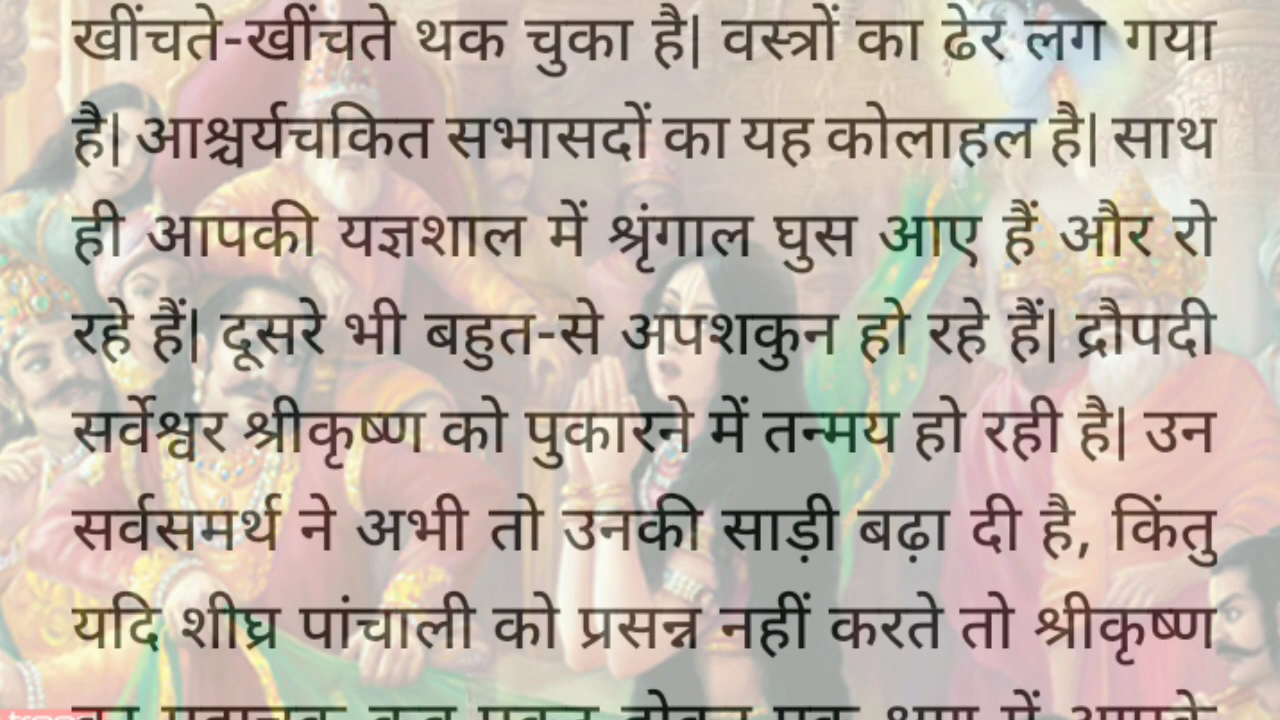 खींचते-खींचते थक चुका है| वस्त्रों का ढेर लग गया
है| आश्चर्यचकित सभासदों का यह कोलाहल है| साथ
ही आपकी यज्ञशाल में श्रृंगाल घुस आए हैं और रो
रहे हैं| दूसरे भी बहुत-से अपशकुन हो रहे हैं| द्रौपदी
सर्वेश्वर श्रीकृष्ण को पुकारने में तन्मय हो रही है| उन
सर्वसमर्थ ने अभी तो उनकी साड़ी बढ़ा दी है, किंतु
यदि शीघ्र पांचाली को प्रसन्न नहीं करते तो श्रीकृष्ण